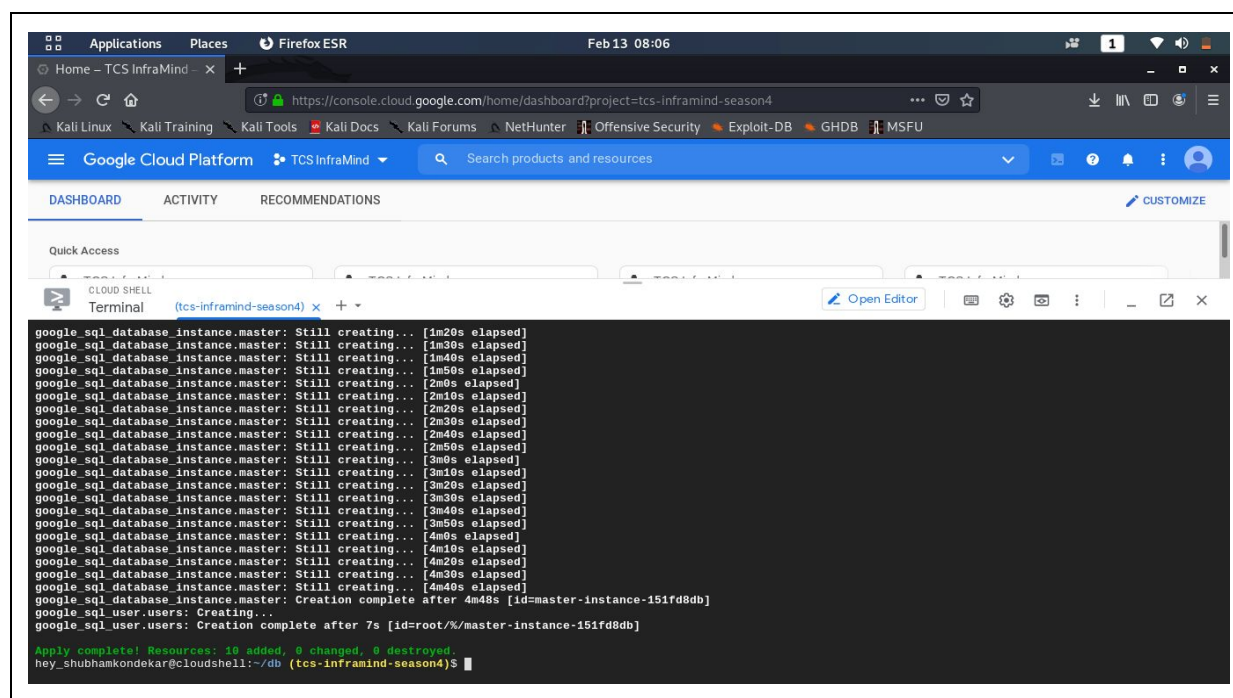 Applications Places Firefox ESR Feb 13 08:06 1
Home – TCS InfraMind –
https://console.cloud.google.com/home/dashboard?project=tcs-inframind-season4
Kali Linux Kali Training Kali Tools Kali Docs Kali Forums NetHunter Offensive Security Exploit-DB GHDB MSFU
Google Cloud Platform TCS InfraMind Search products and resources
DASHBOARD ACTIVITY RECOMMENDATIONS CUSTOMIZE
Quick Access
CLOUD SHELL
Terminal (tcs-inframind-season4) Open Editor
google_sql_database_instance.master: Still creating... [1m20s elapsed]
google_sql_database_instance.master: Still creating... [1m30s elapsed]
google_sql_database_instance.master: Still creating... [1m40s elapsed]
google_sql_database_instance.master: Still creating... [1m50s elapsed]
google_sql_database_instance.master: Still creating... [2m0s elapsed]
google_sql_database_instance.master: Still creating... [2m10s elapsed]
google_sql_database_instance.master: Still creating... [2m20s elapsed]
google_sql_database_instance.master: Still creating... [2m30s elapsed]
google_sql_database_instance.master: Still creating... [2m40s elapsed]
google_sql_database_instance.master: Still creating... [2m50s elapsed]
google_sql_database_instance.master: Still creating... [3m0s elapsed]
google_sql_database_instance.master: Still creating... [3m10s elapsed]
google_sql_database_instance.master: Still creating... [3m20s elapsed]
google_sql_database_instance.master: Still creating... [3m30s elapsed]
google_sql_database_instance.master: Still creating... [3m40s elapsed]
google_sql_database_instance.master: Still creating... [3m50s elapsed]
google_sql_database_instance.master: Still creating... [4m0s elapsed]
google_sql_database_instance.master: Still creating... [4m10s elapsed]
google_sql_database_instance.master: Still creating... [4m20s elapsed]
google_sql_database_instance.master: Still creating... [4m30s elapsed]
google_sql_database_instance.master: Still creating... [4m40s elapsed]
google_sql_database_instance.master: Creation complete after 4m48s [id=master-instance-151fd8db]
google_sql_user.users: Creating...
google_sql_user.users: Creation complete after 7s [id=root/%/master-instance-151fd8db]
Apply complete! Resources: 10 added, 0 changed, 0 destroyed.
hey_shubhamkondekar@cloudshell:~/db (tcs-inframind-season4)$